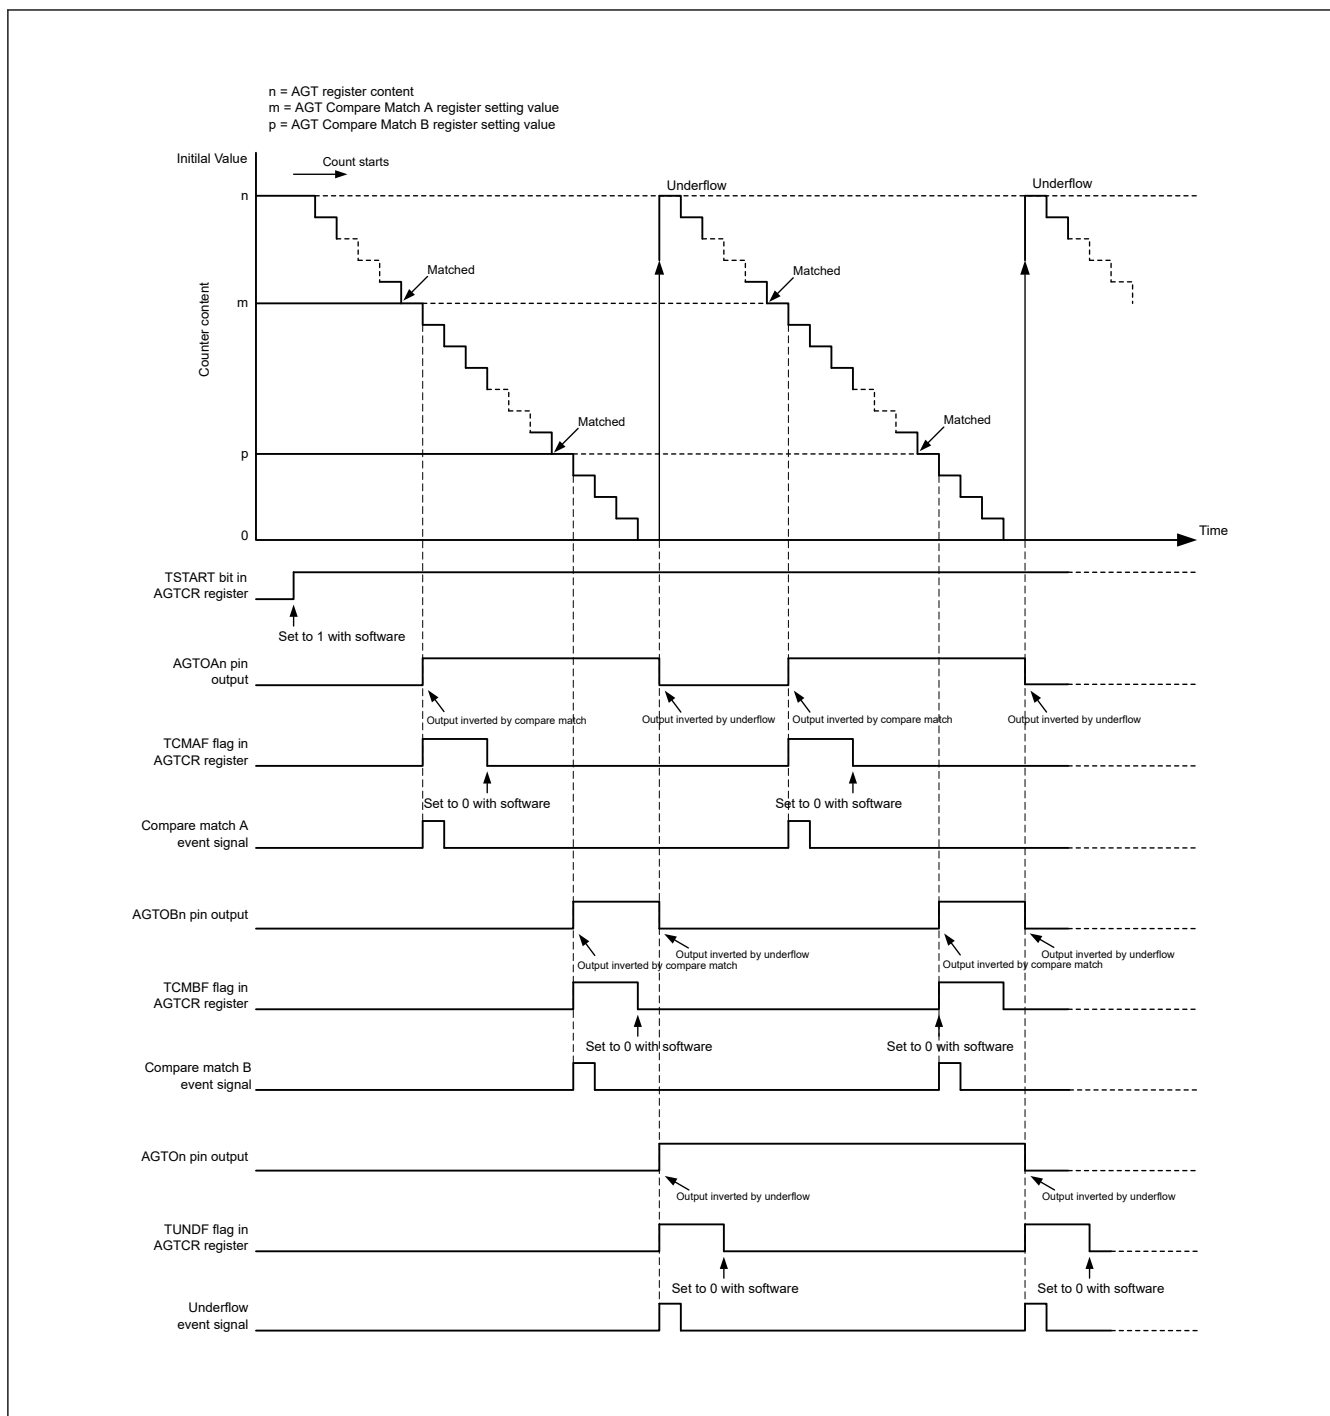 n = AGT register content
m = AGT Compare Match A register setting value
p = AGT Compare Match B register setting value
Initilal Value
Count starts
n
Underflow
Underflow
Matched
Matched
m
Counter content
Matched
Matched
p
0
Time
TSTART bit in
AGTCR register
Set to 1 with software
AGTOAn pin
output
Output inverted by compare match
Output inverted by underflow
Output inverted by compare match
Output inverted by underflow
TCMAF flag in
AGTCR register
Set to 0 with software
Set to 0 with software
Compare match A
event signal
AGTOBn pin output
Output inverted by compare match
Output inverted by underflow
Output inverted by compare match
Output inverted by underflow
TCMBF flag in
AGTCR register
Set to 0 with software
Set to 0 with software
Compare match B
event signal
AGTOn pin output
Output inverted by underflow
Output inverted by underflow
TUNDF flag in
AGTCR register
Set to 0 with software
Set to 0 with software
Underflow
event signal